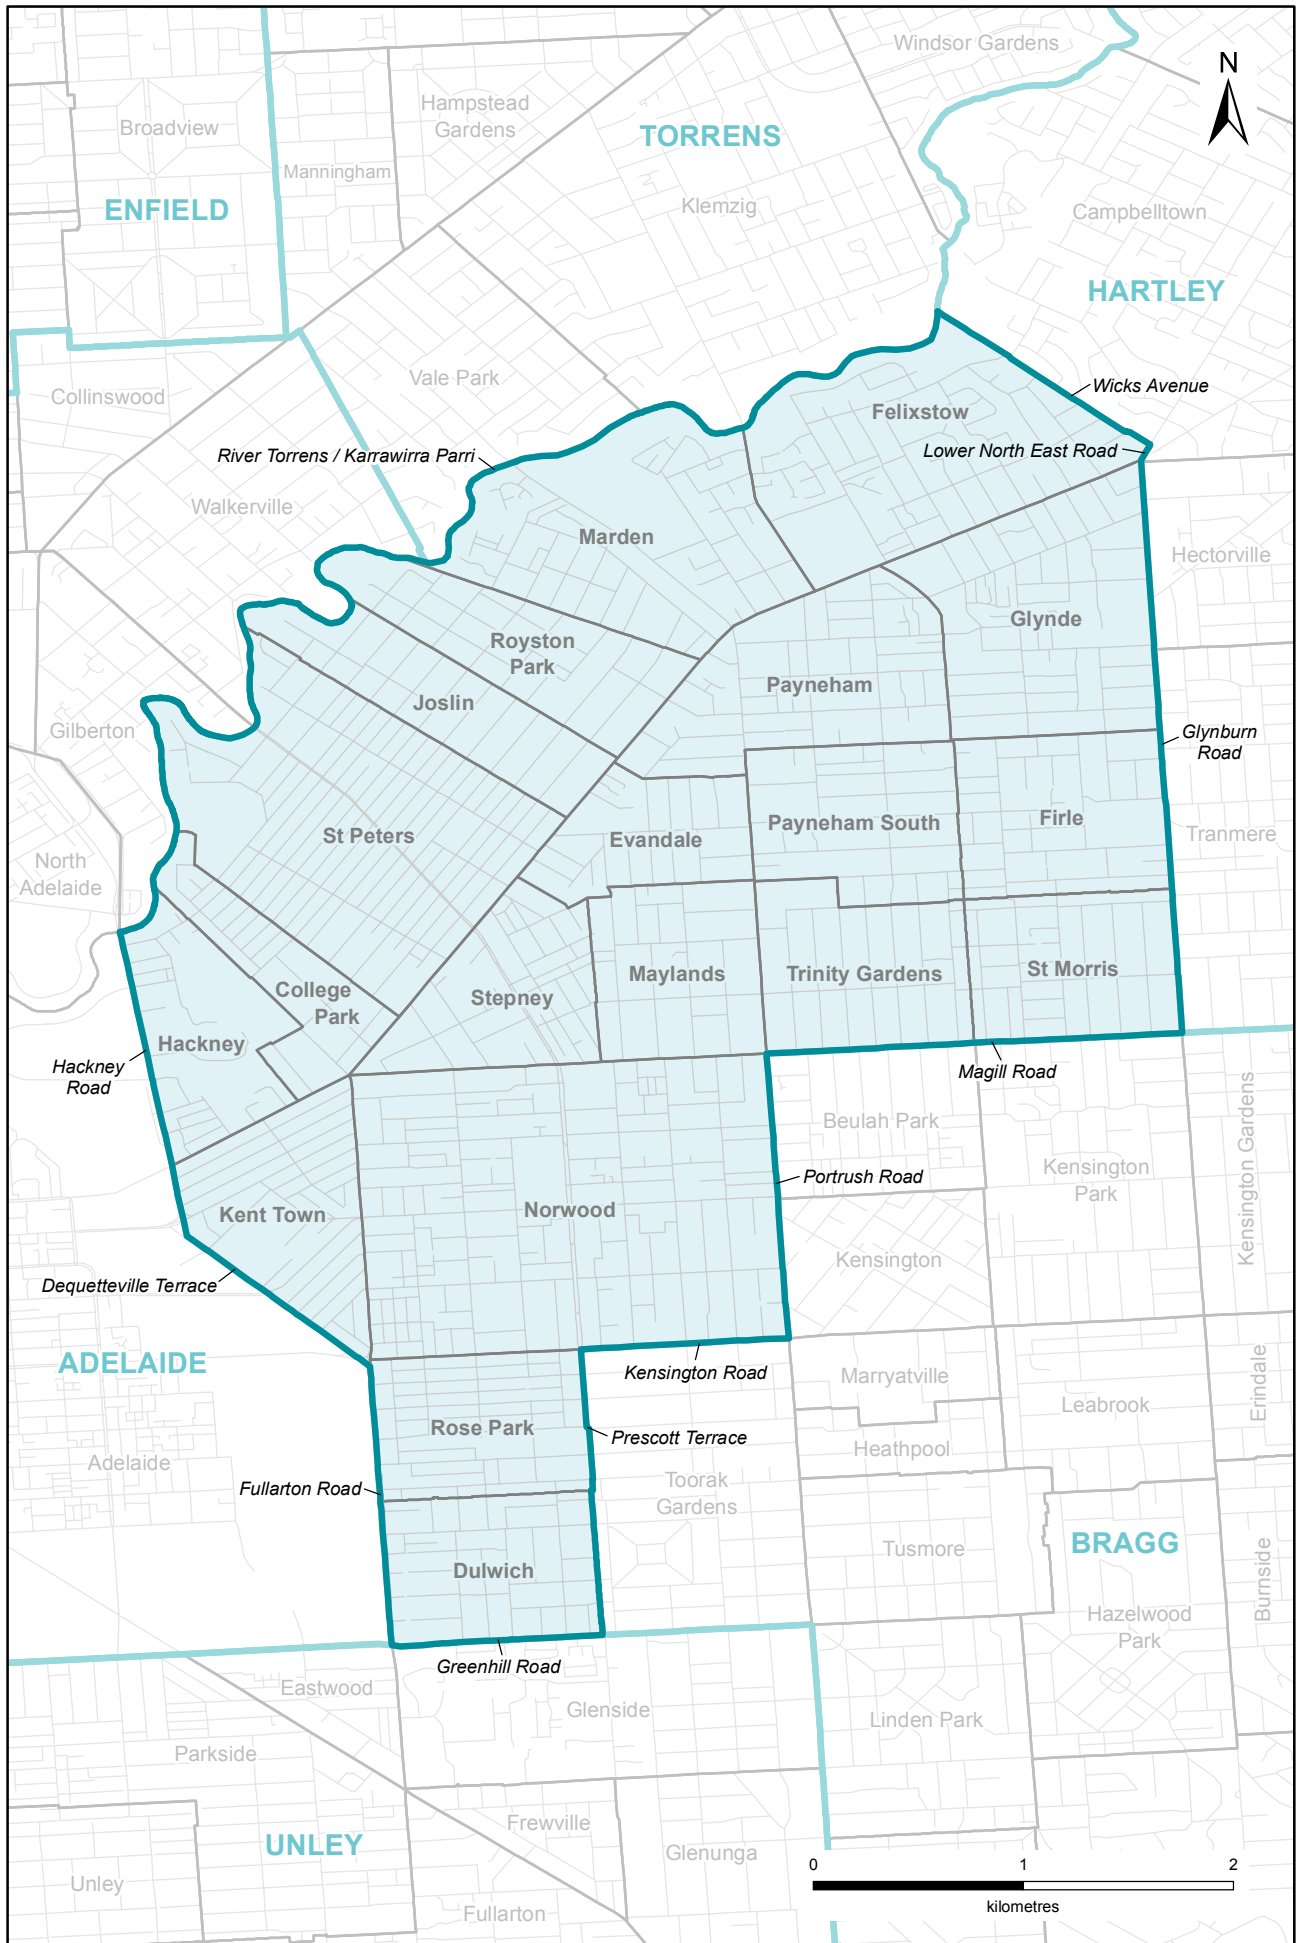 Windsor Gardens
N
Hampstead
Gardens
Broadview
TORRENS
Manningham
Klemzig
ENFIELD
Campbelltown
HARTLEY
Vale Park
Collinswood
Wicks Avenue
Felixstow
River Torrens / Karrawirra Parri
Lower North East Road
Walkerville
Marden
Hectorville
Glynde
Royston
Park
Payneham
Joslin
Gilberton
Glynburn
Road
St Peters
Evandale
Payneham South
Firle
Tranmere
North
Adelaide
Maylands
Trinity Gardens
St Morris
College
Park
Stepney
Hackney
Hackney
Road
Magill Road
Beulah Park
Kensington
Park
Kensington Gardens
Portrush Road
Kent Town
Norwood
Kensington
Dequetteville Terrace
ADELAIDE
Kensington Road
Marryatville
Leabrook
Erindale
Rose Park
Prescott Terrace
Heathpool
Adelaide
Fullarton Road
Toorak
Gardens
Tusmore
BRAGG
Dulwich
Burnside
Hazelwood
Park
Greenhill Road
Eastwood
Glenside
Linden Park
Parkside
Frewville
UNLEY
Glenunga
Unley
Fullarton
0 1 2
kilometres